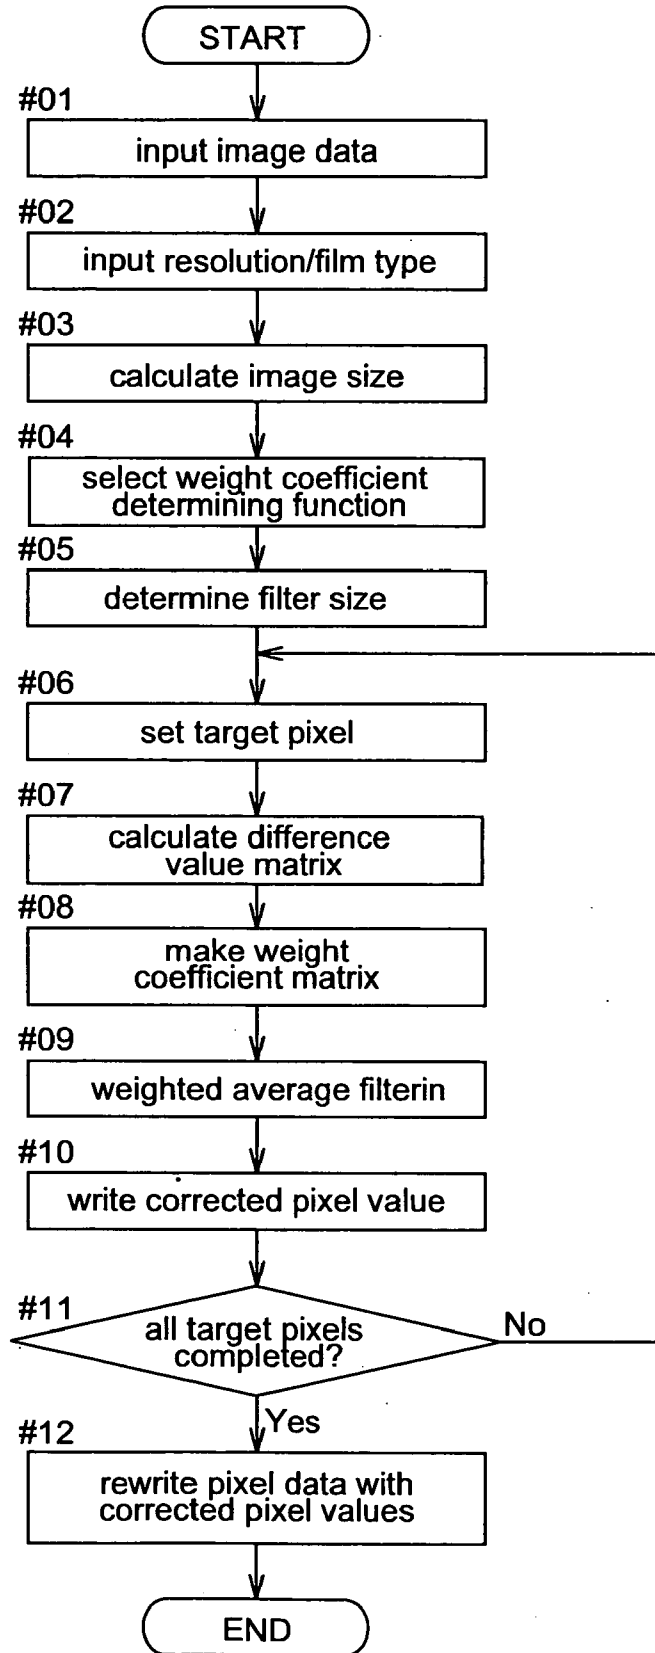 START
#01
input image data
#02
input resolution/film type
#03
calculate image size
#04
select weight coefficient
determining function
#05
determine filter size
#06
set target pixel
#07
calculate difference
value matrix
#08
make weight
coefficient matrix
#09
weighted average filterin
#10
write corrected pixel value
#11
all target pixels
completed?
No
Yes
#12
rewrite pixel data with
corrected pixel values
END